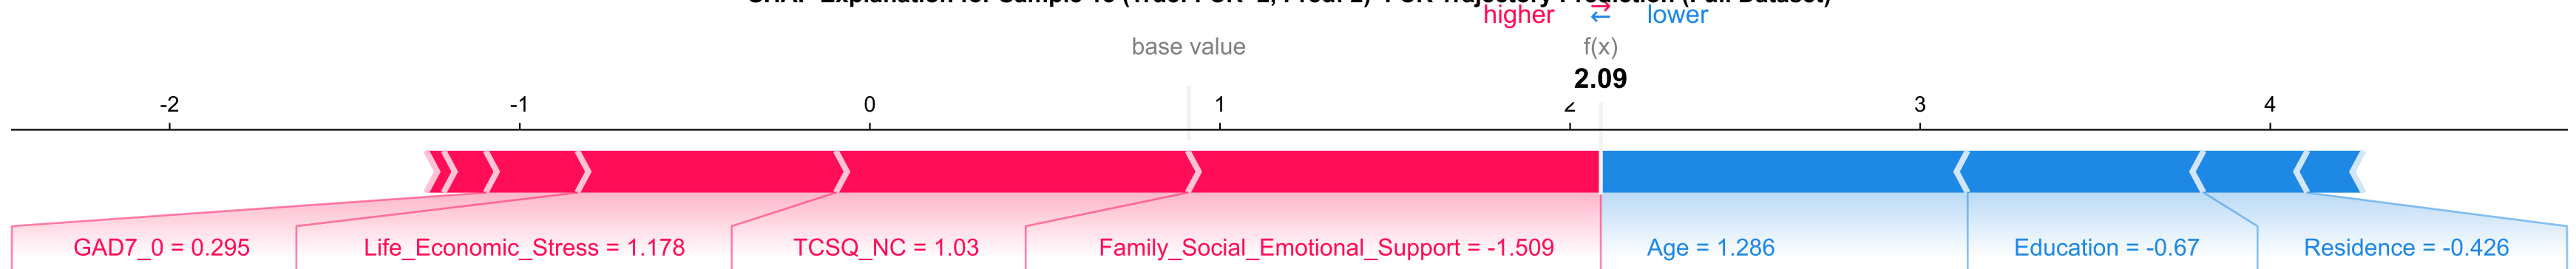 higher ⇄ lower
base value f(x)
2.09
-2 -1 0 1 2 3 4
GAD7_0 = 0.295 Life_Economic_Stress = 1.178 TCSQ_NC = 1.03 Family_Social_Emotional_Support = -1.509 Age = 1.286 Education = -0.67 Residence = -0.426